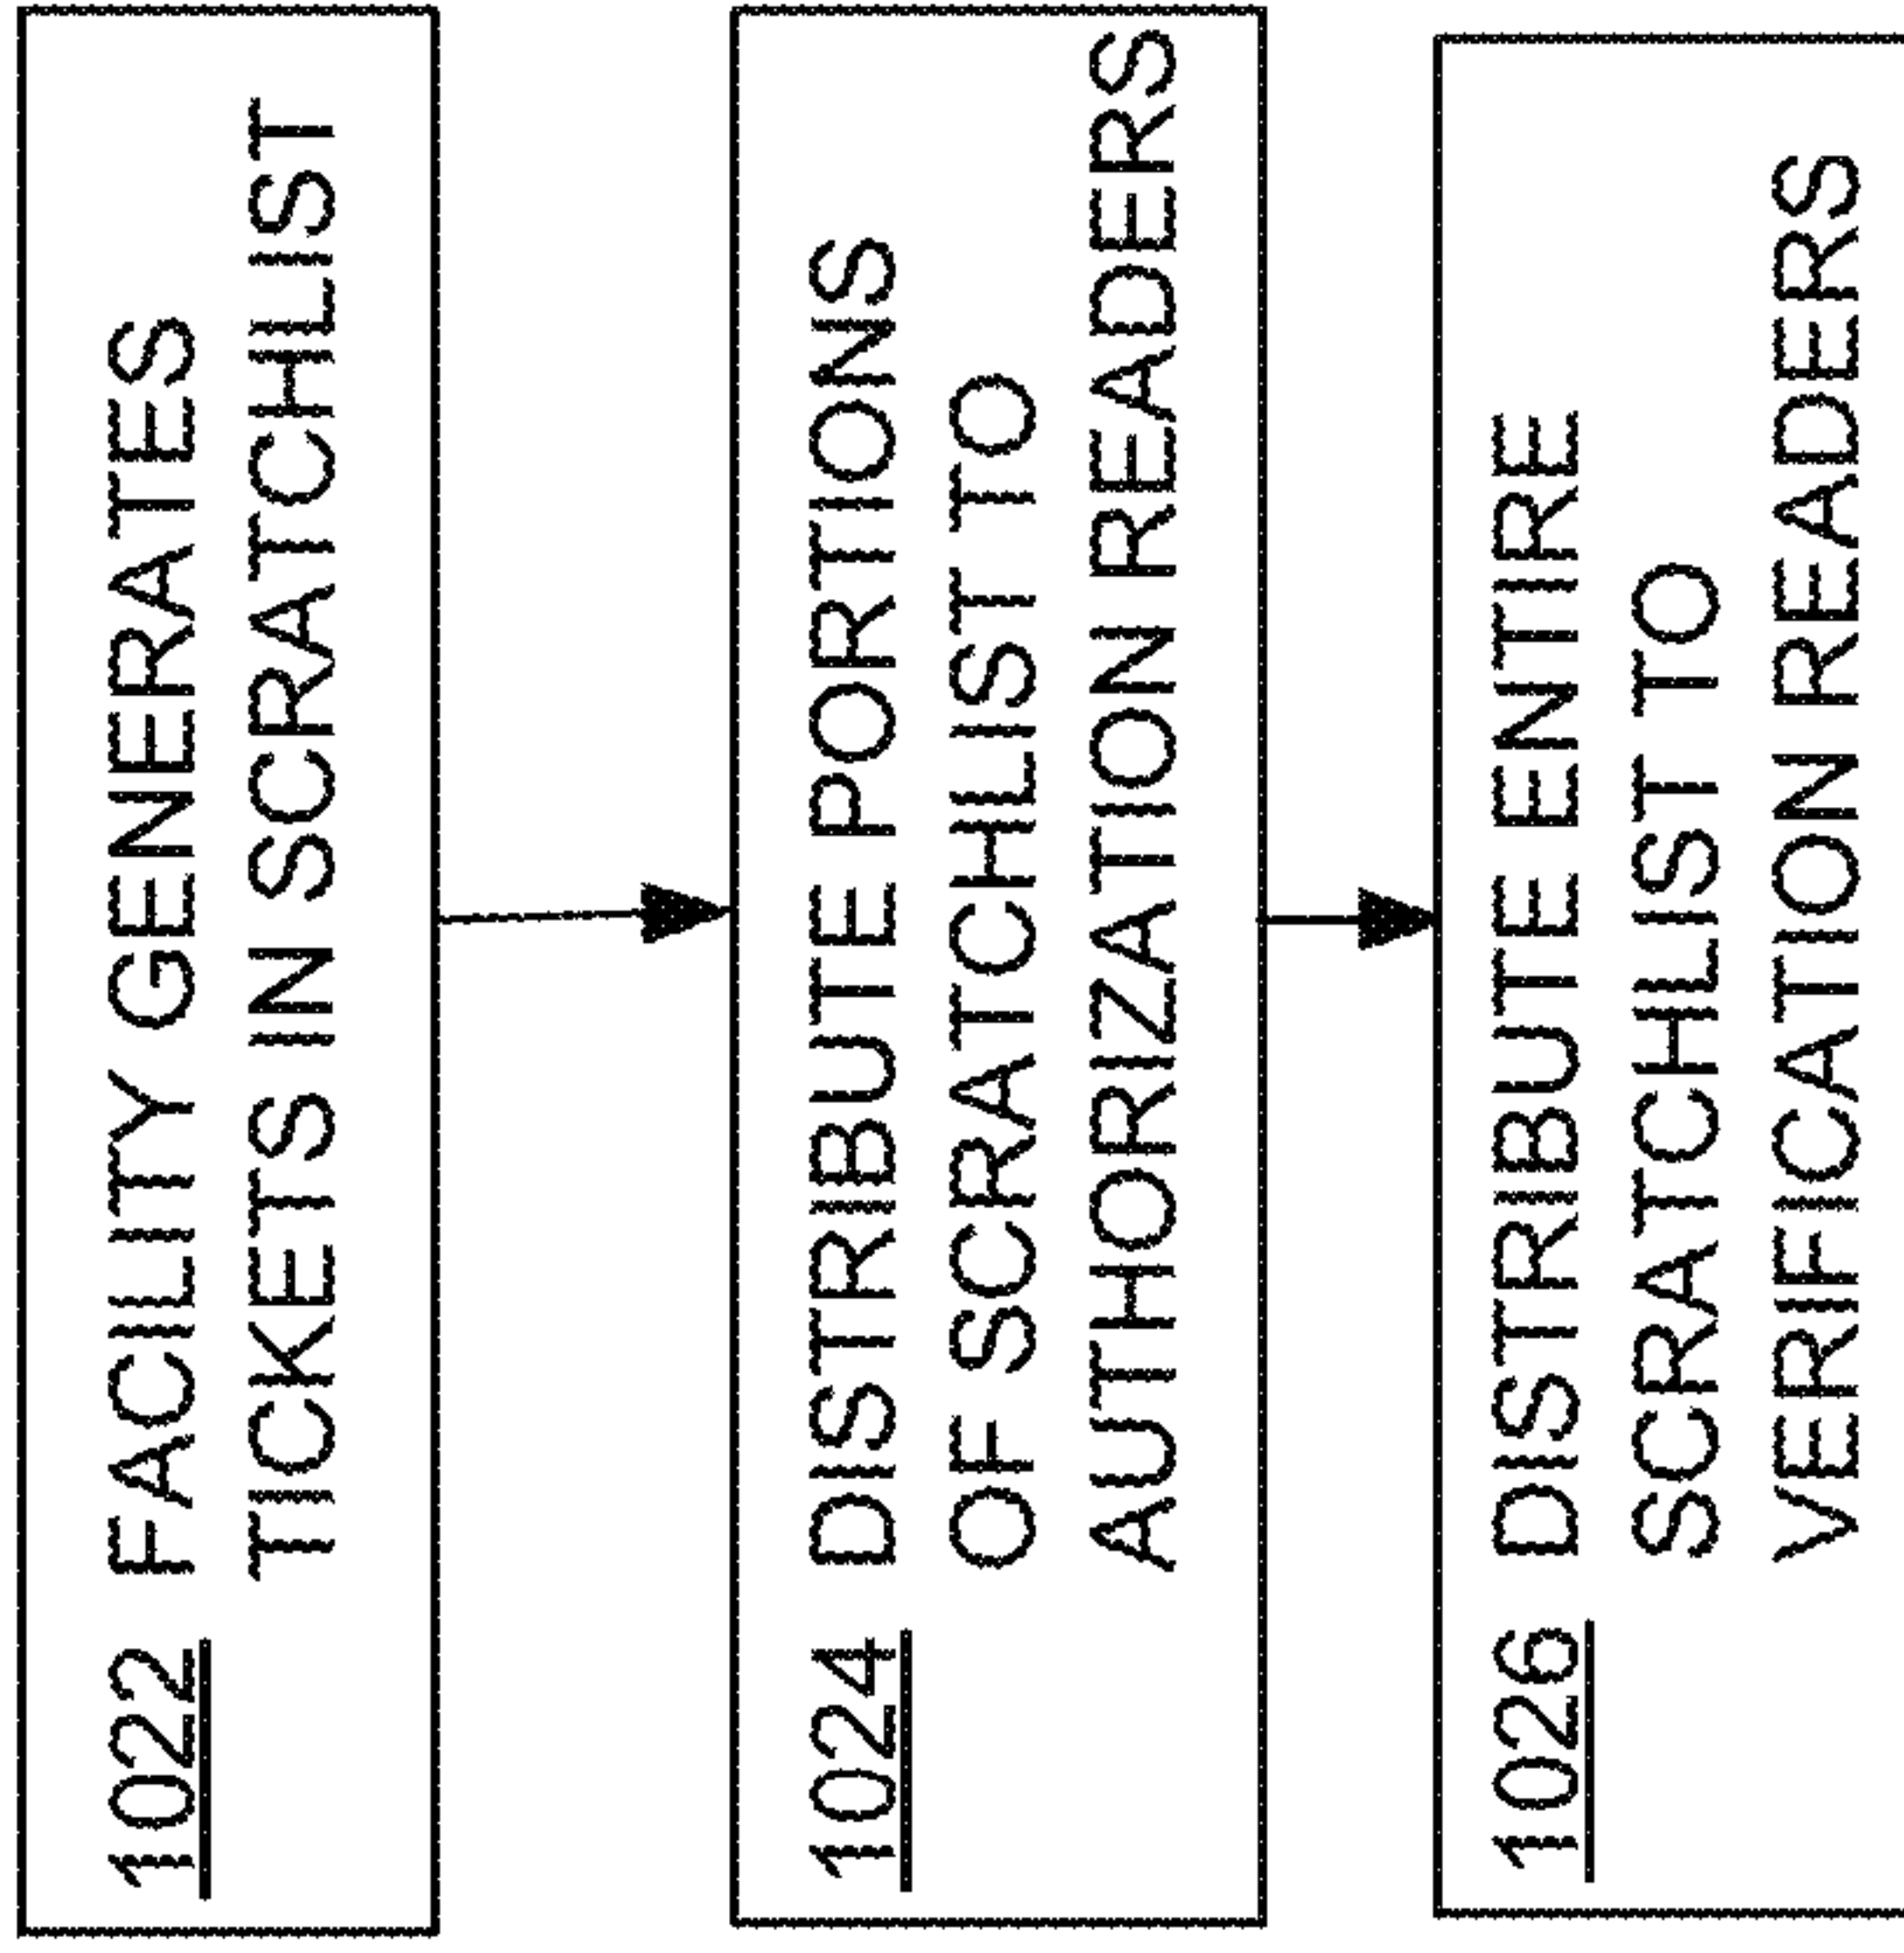 1022 FACILITY GENERATES
TICKETS IN SCRATCHLIST
1024 DISTRIBUTE PORTIONS
OF SCRATCHLIST TO
AUTHORIZATION READERS
1026 DISTRIBUTE ENTIRE
SCRATCHLIST TO
VERIFICATION READERS